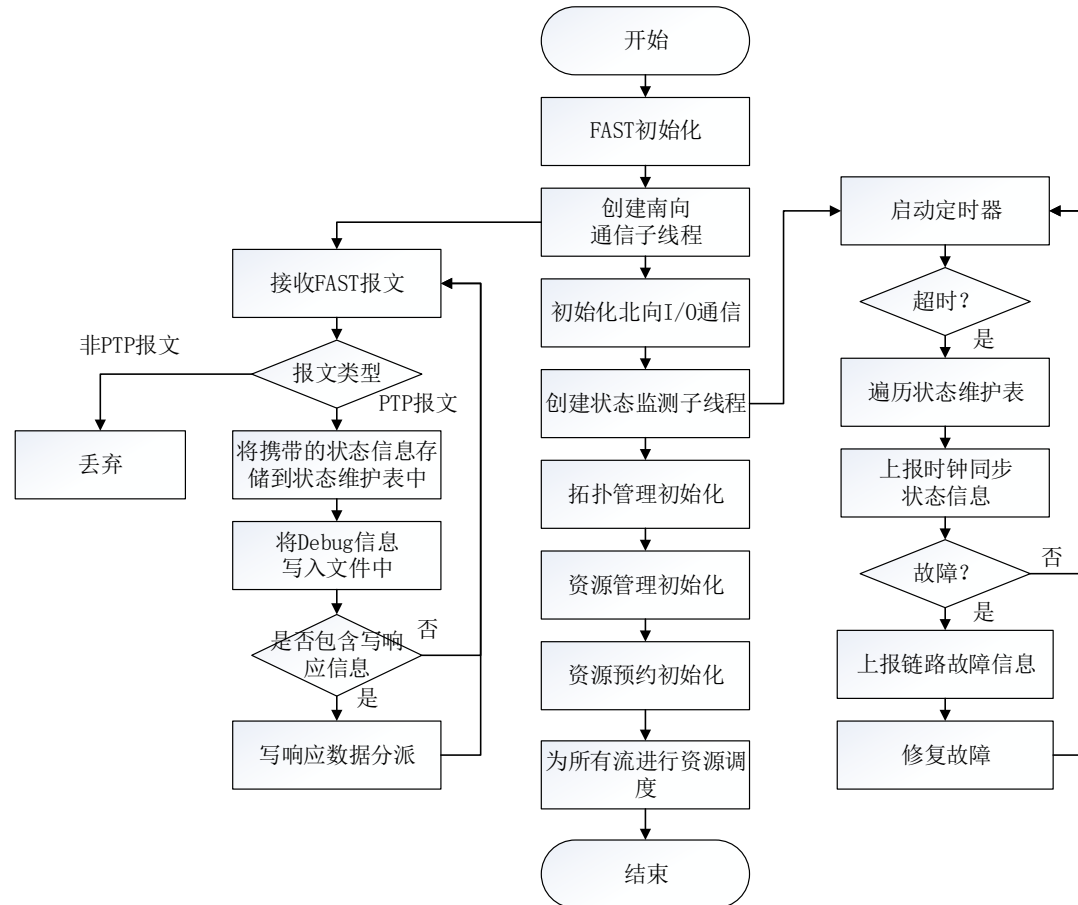 开始
FAST初始化
创建南向
通信子线程
初始化北向I/O通信
创建状态监测子线程
拓扑管理初始化
资源管理初始化
资源预约初始化
为所有流进行资源调
度
结束
接收FAST报文
报文类型
非PTP报文
PTP报文
丢弃
将携带的状态信息存
储到状态维护表中
将Debug信息
写入文件中
是否包含写响
应信息
否
是
写响应数据分派
启动定时器
超时?
是
遍历状态维护表
上报时钟同步
状态信息
故障?
否
是
上报链路故障信息
修复故障